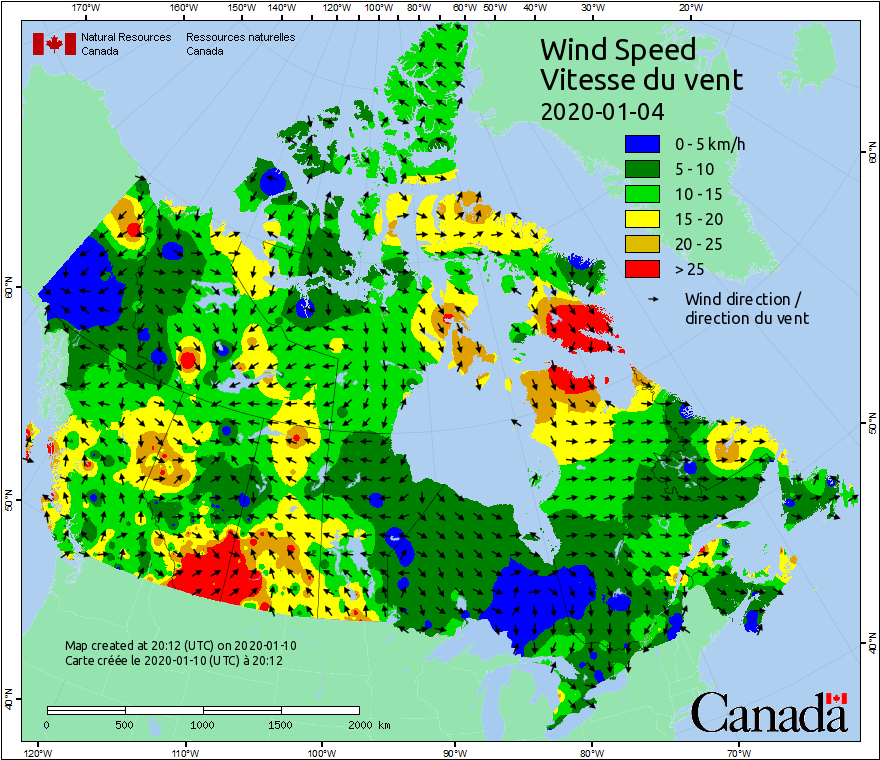 170°W 160°W 150°W 140°W 130°W 120°W 110°W 100°W 90°W 80°W 70°W 60°W 50°W 40°W 30°W 20°W
Natural Resources Ressources naturelles
Canada Canada
Wind Speed
Vitesse du vent
2020-01-04
0 - 5 km/h
5 - 10
10 - 15
15 - 20
20 - 25
> 25
Wind direction /
direction du vent
60°N
60°N
50°N
50°N
40°N
40°N
Map created at 20:12 (UTC) on 2020-01-10
Carte créée le 2020-01-10 (UTC) à 20:12
0 500 1000 1500 2000 km
Canada
120°W 110°W 100°W 90°W 80°W 70°W